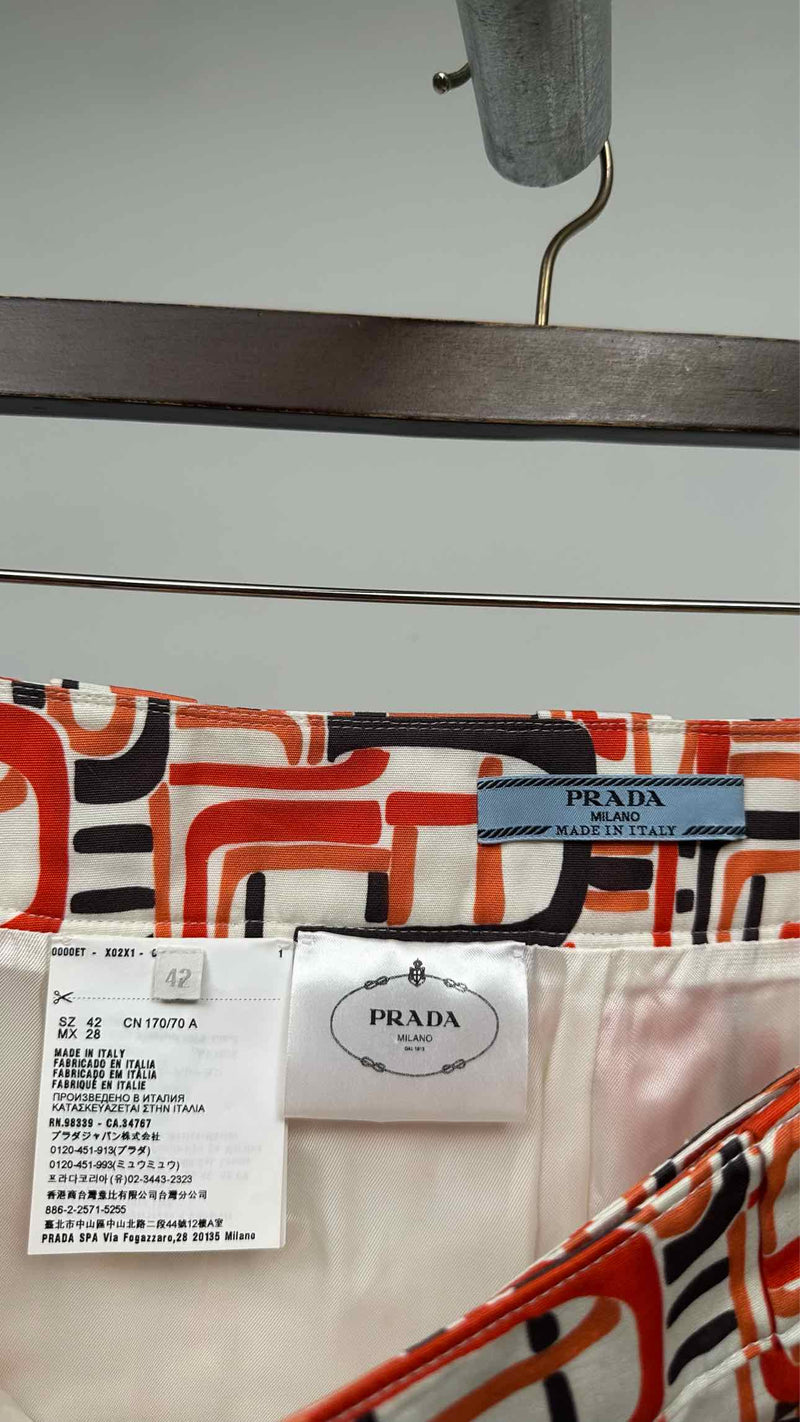 PRADA
MILANO
MADE IN ITALY
0000ET - X02X1 -
1
42
SZ 42 CN 170/70 A
MX 28
MADE IN ITALY
FABRICADO EN ITALIA
FABRICADO EM ITÁLIA
FABRIQUÉ EN ITALIE
ПРОИЗВЕДЕНО В ИТАЛИЯ
ΚΑΤΑΣΚΕΥΑΖΕΤΑΙ ΣΤΗΝ ΙΤΑΛΙΑ
RN.98339 - CA.34767
プラダジャパン株式会社
0120-451-913(プラダ)
0120-451-993(ミュウミュウ)
프라다코리아 (유)02-3443-2323
香港商台灣薏比有限公司台灣分公司
886-2-2571-5255
臺北市中山區中山北路二段44號12樓A室
PRADA SPA Via Fogazzaro,28 20135 Milano
PRADA
MILANO
DAL 1913